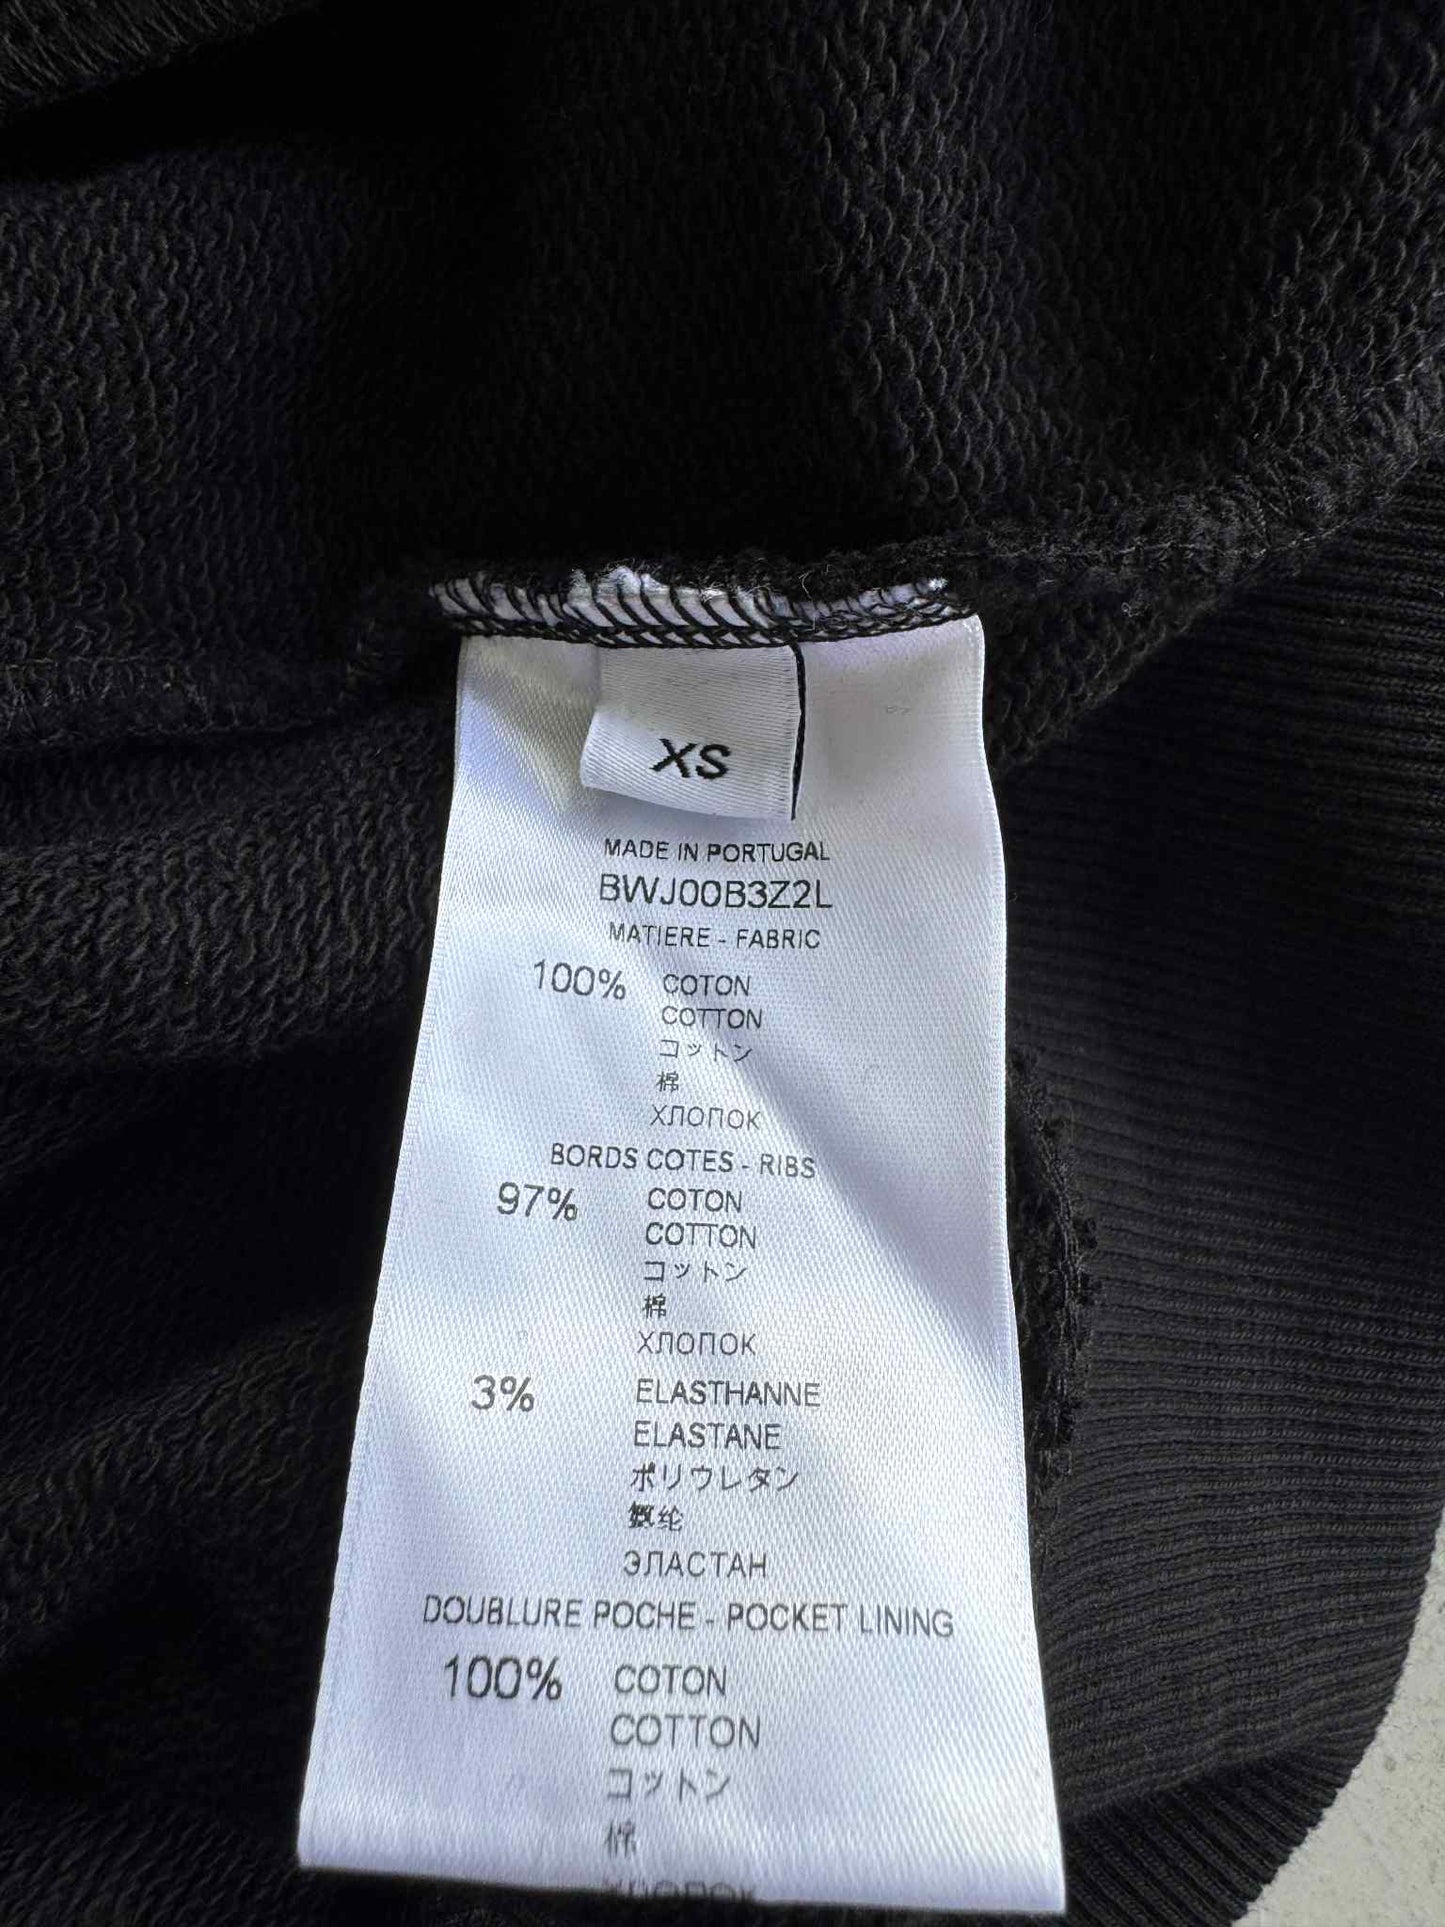 XS
MADE IN PORTUGAL
BWJ00B3Z2L
MATIERE - FABRIC
100% COTON
COTTON
コットン
棉
ХЛОПОК
BORDS COTES - RIBS
97% COTON
COTTON
コットン
棉
ХЛОПОК
3% ELASTHANNE
ELASTANE
ポリウレタン
纶
ЭЛАСТАН
DOUBLURE POCHE - POCKET LINING
100% COTON
COTTON
コットン
棉
ХЛОПОК